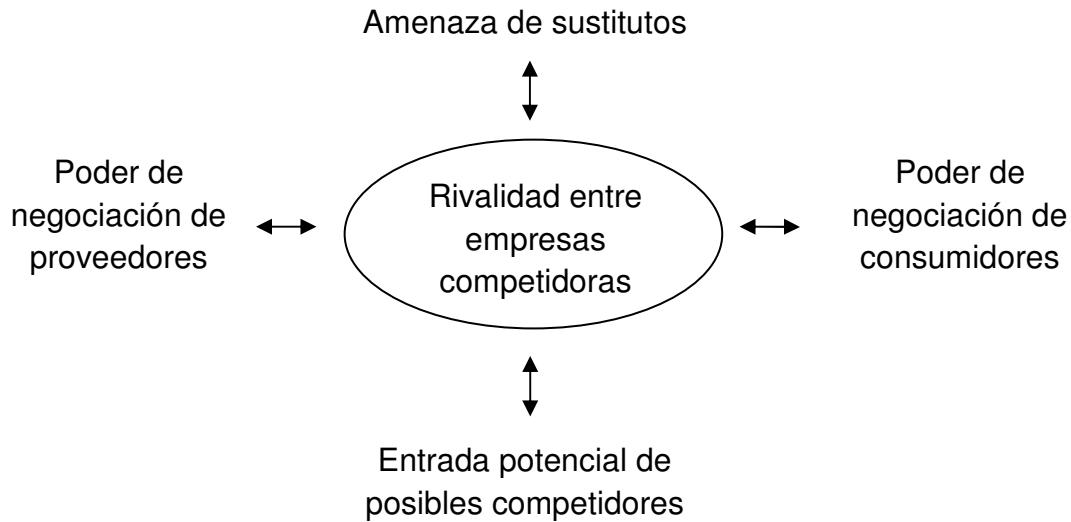 Amenaza de sustitutos
Poder de
negociación de
proveedores
Rivalidad entre
empresas
competidoras
Poder de
negociación de
consumidores
Entrada potencial de
posibles competidores